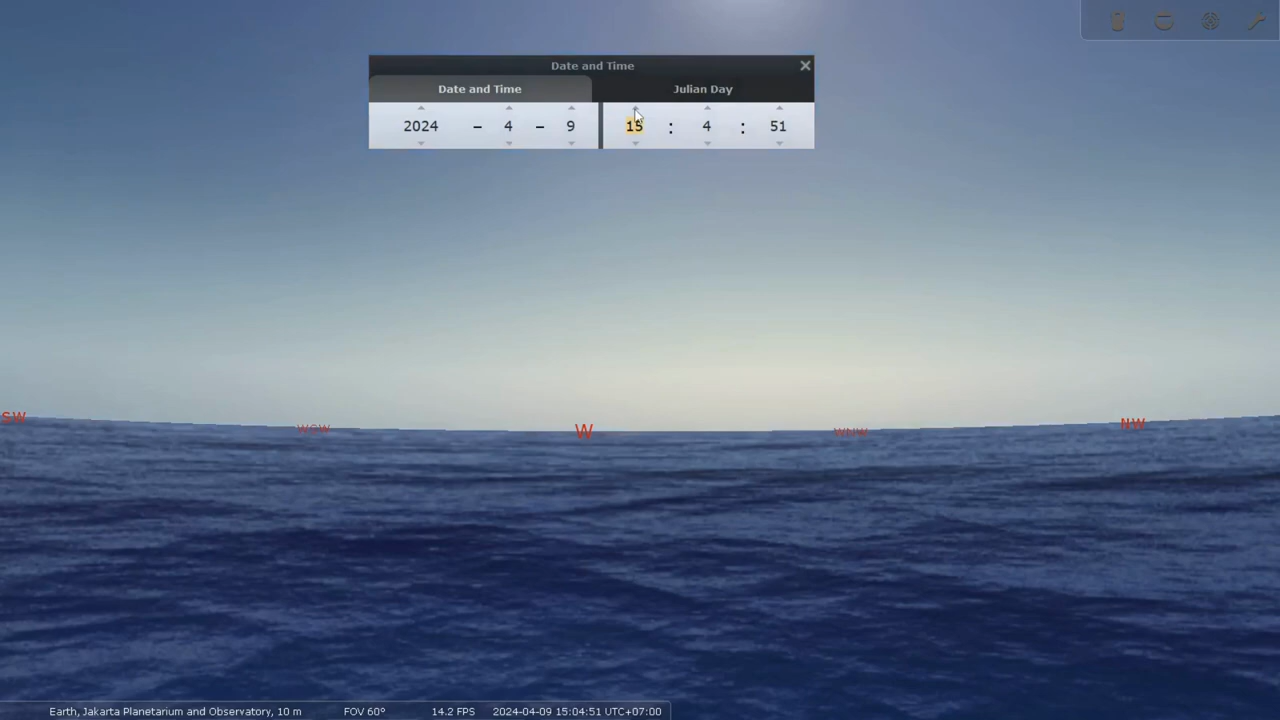 Date and Time
Date and Time Julian Day
2024 - 4 - 9 15 : 4 : 51
SW WSW W WNW NW
Earth, Jakarta Planetarium and Observatory, 10 m FOV 60° 14.2 FPS 2024-04-09 15:04:51 UTC+07:00